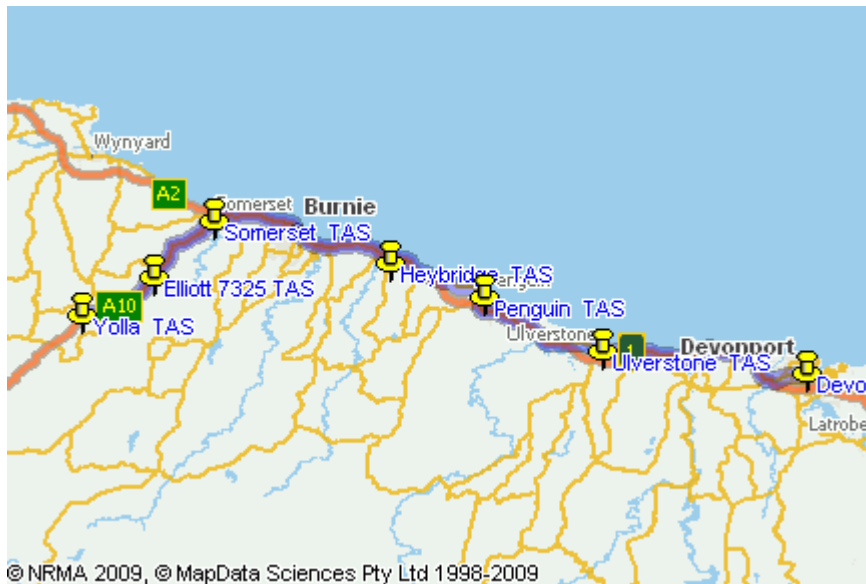 Wynyard
A2
Somerset
Burnie
Somerset TAS
Heybridge TAS
Elliott 7325 TAS
Penguin TAS
A10
Yolla TAS
Ulverstone
1
Devonport
Ulverstone TAS
Devo
Latrobe
© NRMA 2009, © MapData Sciences Pty Ltd 1998-2009